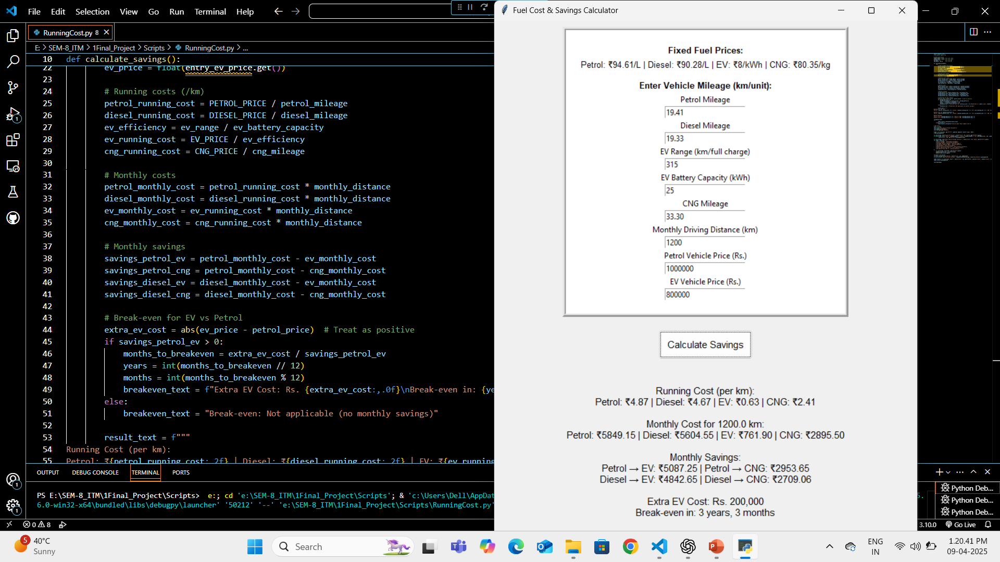 File Edit Selection View Go Run Terminal Help
RunningCost.py 8
E: > SEM-8_ITM > 1Final_Project > Scripts > RunningCost.py > ...
10 def calculate_savings():
22 ev_price = float(entry_ev_price.get())
23
24 # Running costs (/km)
25 petrol_running_cost = PETROL_PRICE / petrol_mileage
26 diesel_running_cost = DIESEL_PRICE / diesel_mileage
27 ev_efficiency = ev_range / ev_battery_capacity
28 ev_running_cost = EV_PRICE / ev_efficiency
29 cng_running_cost = CNG_PRICE / cng_mileage
30
31 # Monthly costs
32 petrol_monthly_cost = petrol_running_cost * monthly_distance
33 diesel_monthly_cost = diesel_running_cost * monthly_distance
34 ev_monthly_cost = ev_running_cost * monthly_distance
35 cng_monthly_cost = cng_running_cost * monthly_distance
36
37 # Monthly savings
38 savings_petrol_ev = petrol_monthly_cost - ev_monthly_cost
39 savings_petrol_cng = petrol_monthly_cost - cng_monthly_cost
40 savings_diesel_ev = diesel_monthly_cost - ev_monthly_cost
41 savings_diesel_cng = diesel_monthly_cost - cng_monthly_cost
42
43 # Break-even for EV vs Petrol
44 extra_ev_cost = abs(ev_price - petrol_price) # Treat as positive
45 if savings_petrol_ev > 0:
46 months_to_breakeven = extra_ev_cost / savings_petrol_ev
47 years = int(months_to_breakeven // 12)
48 months = int(months_to_breakeven % 12)
49 breakeven_text = f"Extra EV Cost: Rs. {extra_ev_cost:,.0f}\nBreak-even in: {ye
50 else:
51 breakeven_text = "Break-even: Not applicable (no monthly savings)"
52
53 result_text = f"""
54 Running Cost (per km):
55 Petrol: ₹{petrol_running_cost:.2f} | Diesel: ₹{diesel_running_cost:.2f} | EV: ₹{ev_running
OUTPUT DEBUG CONSOLE TERMINAL PORTS
PS E:\SEM-8_ITM\1Final_Project\Scripts> e:; cd 'e:\SEM-8_ITM\1Final_Project\Scripts'; & 'c:\Users\Dell\AppDat
6.0-win32-x64\bundled\libs\debugpy\launcher' '50212' '--' 'e:\SEM-8_ITM\1Final_Project\Scripts\RunningCost.py'
5.
Python Deb...
Python Deb...
Python Deb...
0 8
3.10.0 Go Live
Fuel Cost & Savings Calculator
Fixed Fuel Prices:
Petrol: ₹94.61/L | Diesel: ₹90.28/L | EV: ₹8/kWh | CNG: ₹80.35/kg
Enter Vehicle Mileage (km/unit):
Petrol Mileage
19.41
Diesel Mileage
19.33
EV Range (km/full charge)
315
EV Battery Capacity (kWh)
25
CNG Mileage
33.30
Monthly Driving Distance (km)
1200
Petrol Vehicle Price (Rs.)
1000000
EV Vehicle Price (Rs.)
800000
Calculate Savings
Running Cost (per km):
Petrol: ₹4.87 | Diesel: ₹4.67 | EV: ₹0.63 | CNG: ₹2.41
Monthly Cost for 1200.0 km:
Petrol: ₹5849.15 | Diesel: ₹5604.55 | EV: ₹761.90 | CNG: ₹2895.50
Monthly Savings:
Petrol → EV: ₹5087.25 | Petrol → CNG: ₹2953.65
Diesel → EV: ₹4842.65 | Diesel → CNG: ₹2709.06
Extra EV Cost: Rs. 200,000
Break-even in: 3 years, 3 months
5
40°C
Sunny
Search
ENG
IN
1.20.41 PM
09-04-2025